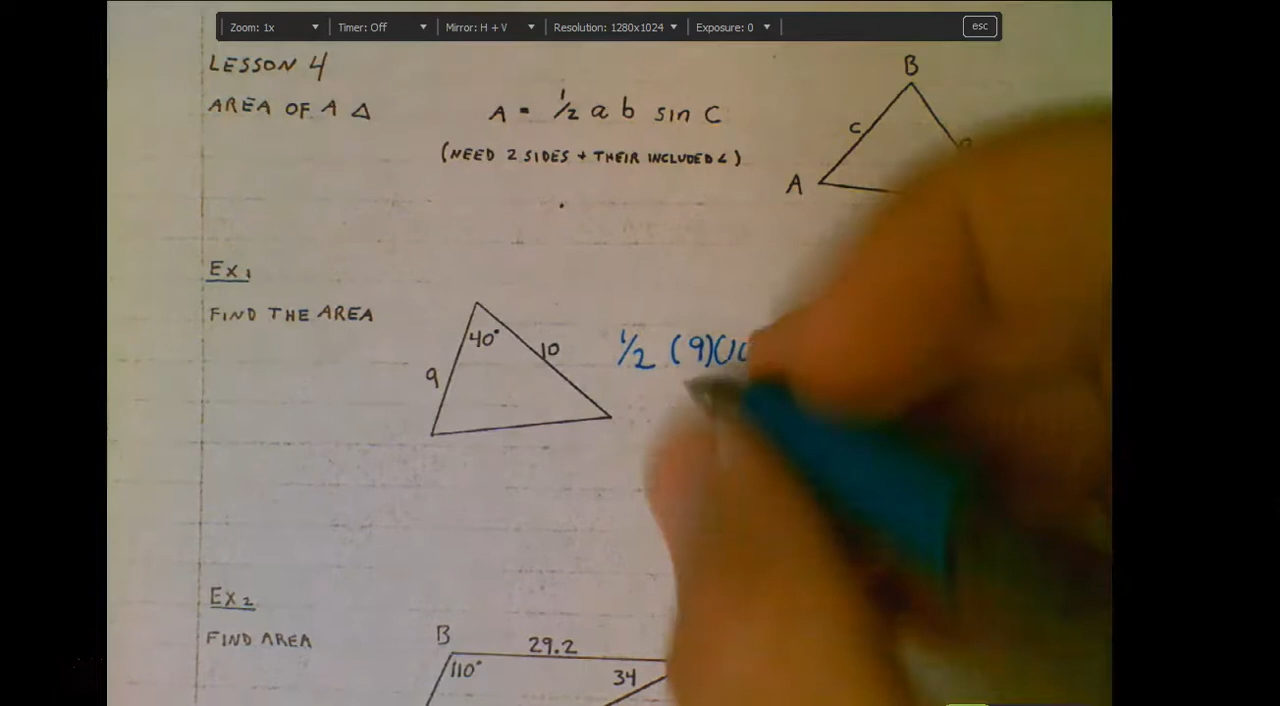 Zoom: 1x Timer: Off Mirror: H + V Resolution: 1280x1024 Exposure: 0 esc
LESSON 4
AREA OF A △
A = 1/2 a b sin C
(NEED 2 SIDES + THEIR INCLUDED ∠)
B
c
A
Ex1
FIND THE AREA
40°
9
10
1/2 (9)(
Ex2
FIND AREA
B
29.2
110°
34